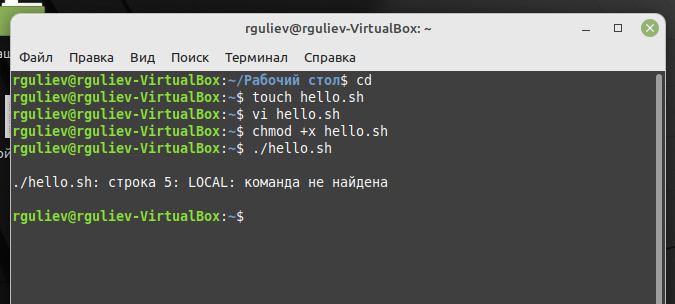 rguliev@rguliev-VirtualBox: ~
Файл Правка Вид Поиск Терминал Справка
rguliev@rguliev-VirtualBox:~/Рабочий стол$ cd
rguliev@rguliev-VirtualBox:~$ touch hello.sh
rguliev@rguliev-VirtualBox:~$ vi hello.sh
rguliev@rguliev-VirtualBox:~$ chmod +x hello.sh
rguliev@rguliev-VirtualBox:~$ ./hello.sh
./hello.sh: строка 5: LOCAL: команда не найдена
rguliev@rguliev-VirtualBox:~$